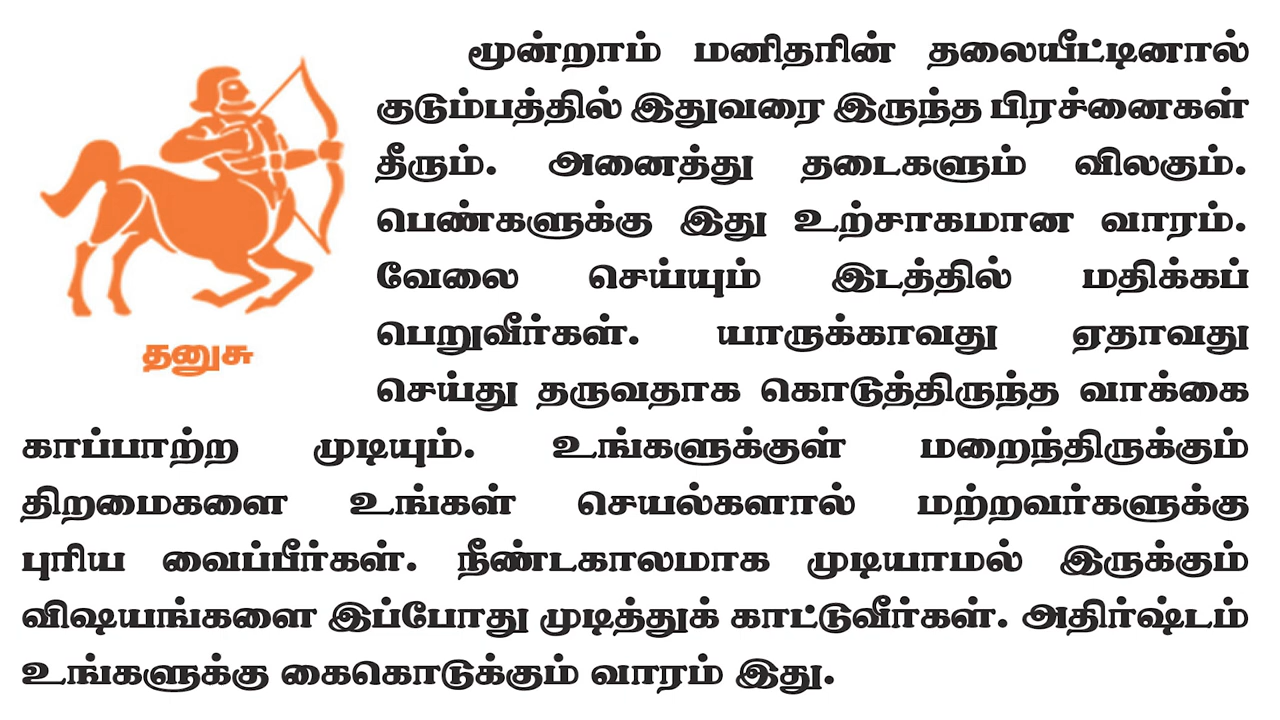 மூன்றாம் மனிதரின் தலையீட்டினால்
குடும்பத்தில் இதுவரை இருந்த பிரச்னைகள்
தீரும். அனைத்து தடைகளும் விலகும்.
பெண்களுக்கு இது உற்சாகமான வாரம்.
வேலை செய்யும் இடத்தில் மதிக்கப்
பெறுவீர்கள். யாருக்காவது ஏதாவது
செய்து தருவதாக கொடுத்திருந்த வாக்கை
காப்பாற்ற முடியும். உங்களுக்குள் மறைந்திருக்கும்
திறமைகளை உங்கள் செயல்களால் மற்றவர்களுக்கு
புரிய வைப்பீர்கள். நீண்டகாலமாக முடியாமல் இருக்கும்
விஷயங்களை இப்போது முடித்துக் காட்டுவீர்கள். அதிர்ஷ்டம்
உங்களுக்கு கைகொடுக்கும் வாரம் இது.
தனுசு